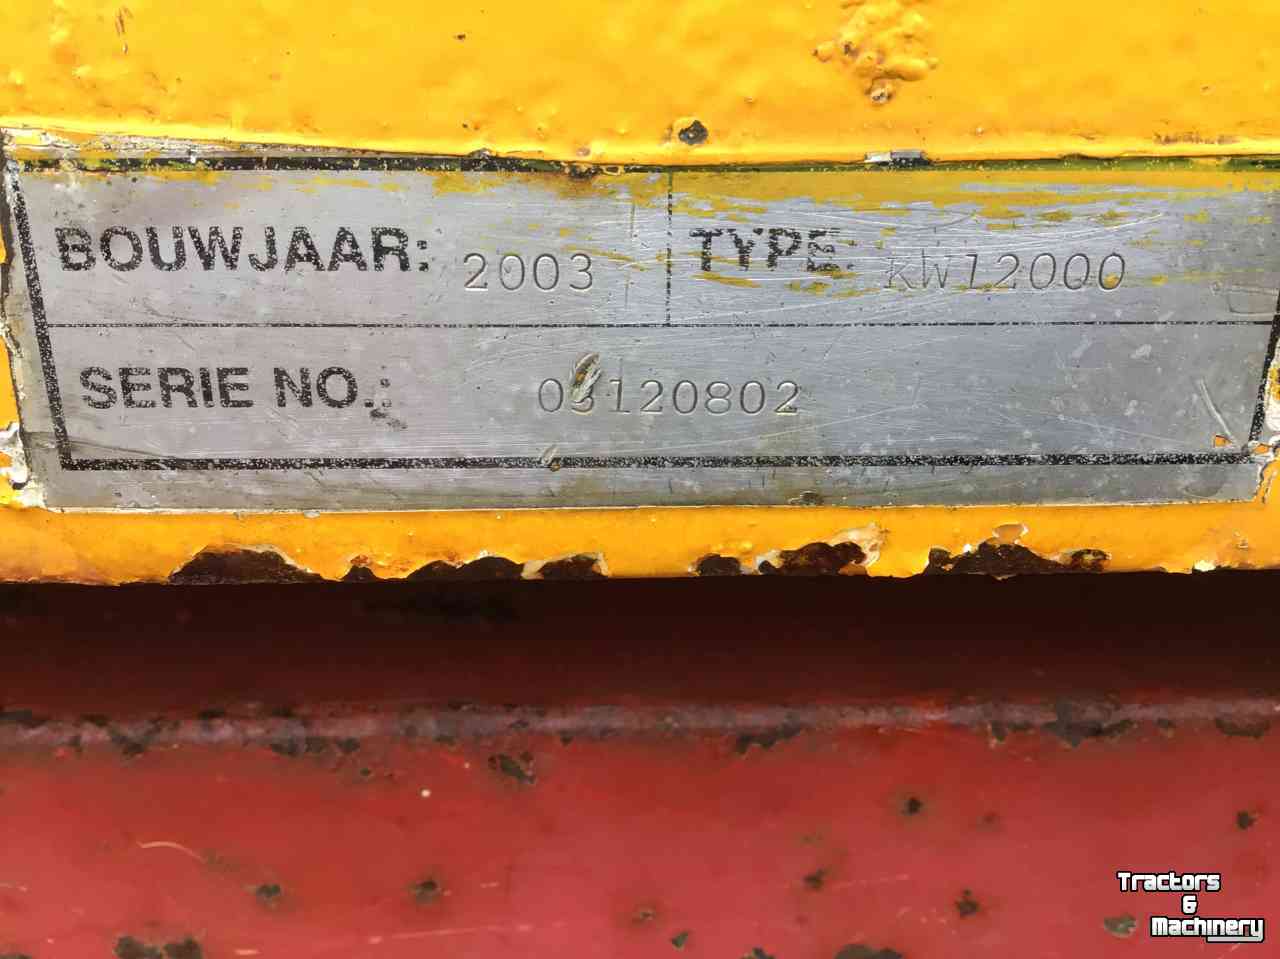 BOUWJAAR: 2003 TYPE: KW12000
SERIE NO.: 03120802
Tractors
&
Machinery